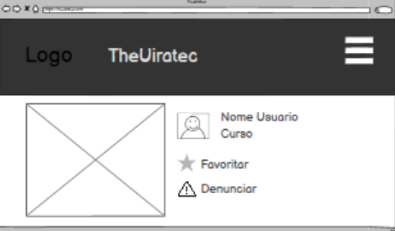 Logo
TheUiratec
Nome Usuario
Curso
Favoritar
Denunciar